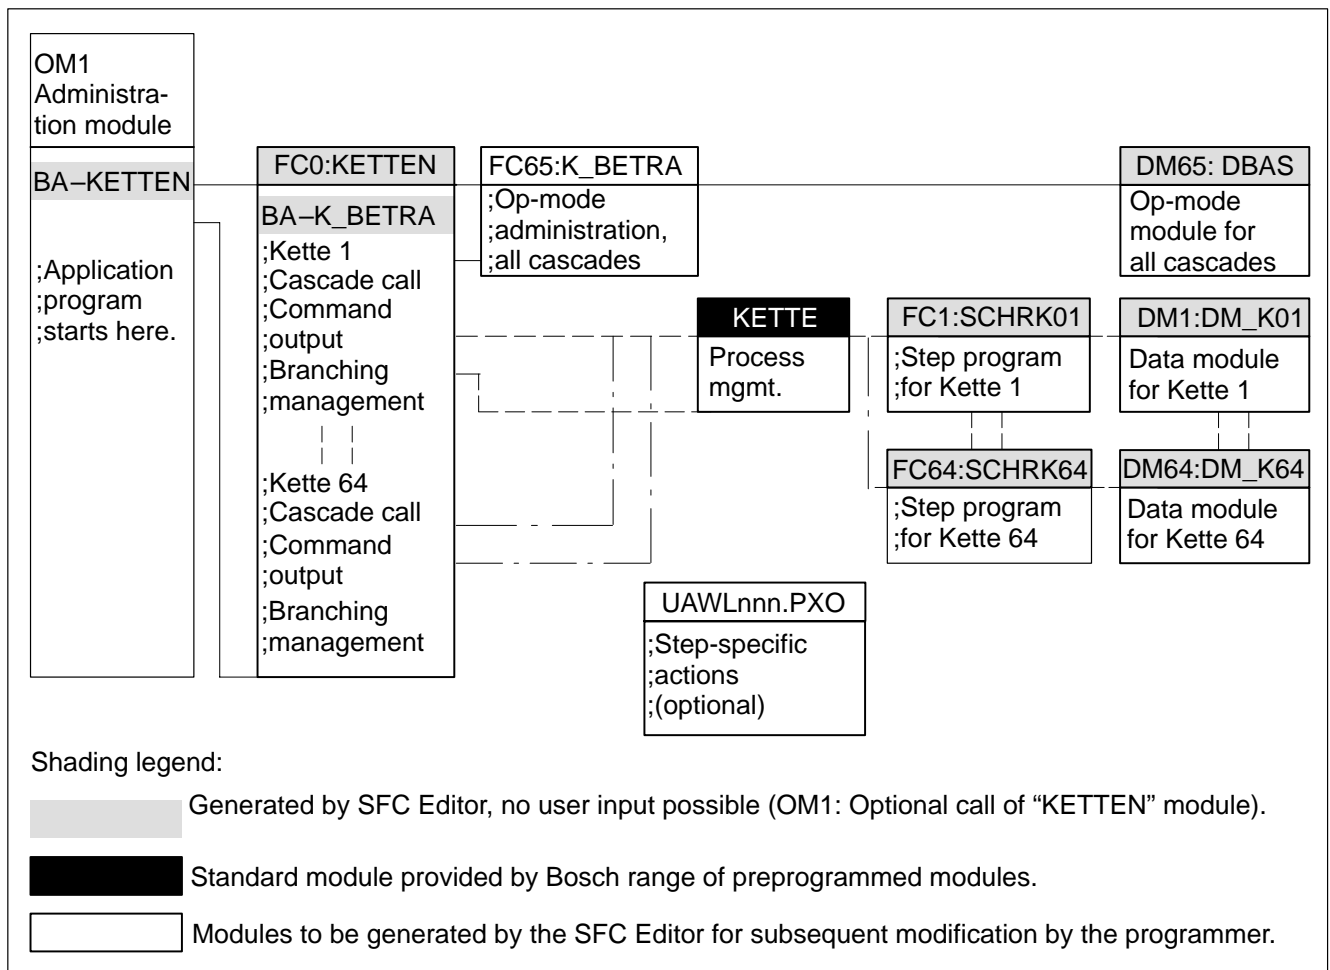 OM1
Administra-
tion module
BA–KETTEN
;Application
;program
;starts here.
FC0:KETTEN
BA–K_BETRA
;Kette 1
;Cascade call
;Command
;output
;Branching
;management
;Kette 64
;Cascade call
;Command
;output
;Branching
;management
FC65:K_BETRA
;Op-mode
;administration,
;all cascades
DM65: DBAS
Op-mode
module for
all cascades
KETTE
Process
mgmt.
FC1:SCHRK01
;Step program
;for Kette 1
DM1:DM_K01
Data module
for Kette 1
FC64:SCHRK64
;Step program
;for Kette 64
DM64:DM_K64
Data module
for Kette 64
UAWLnnn.PXO
;Step-specific
;actions
;(optional)
Shading legend:
Generated by SFC Editor, no user input possible (OM1: Optional call of “KETTEN” module).
Standard module provided by Bosch range of preprogrammed modules.
Modules to be generated by the SFC Editor for subsequent modification by the programmer.